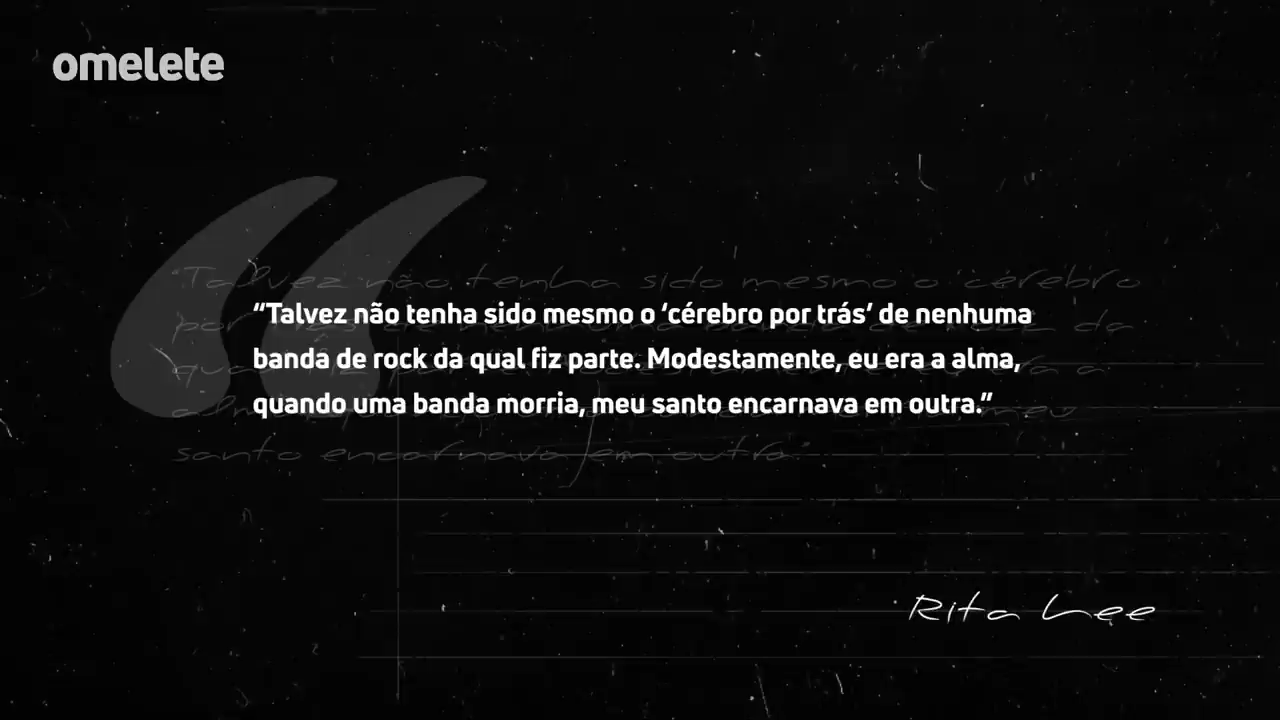 omelete
“Talvez não tenha sido mesmo o ‘cérebro por trás’ de nenhuma
banda de rock da qual fiz parte. Modestamente, eu era a alma,
quando uma banda morria, meu santo encarnava em outra.”
Rita Lee